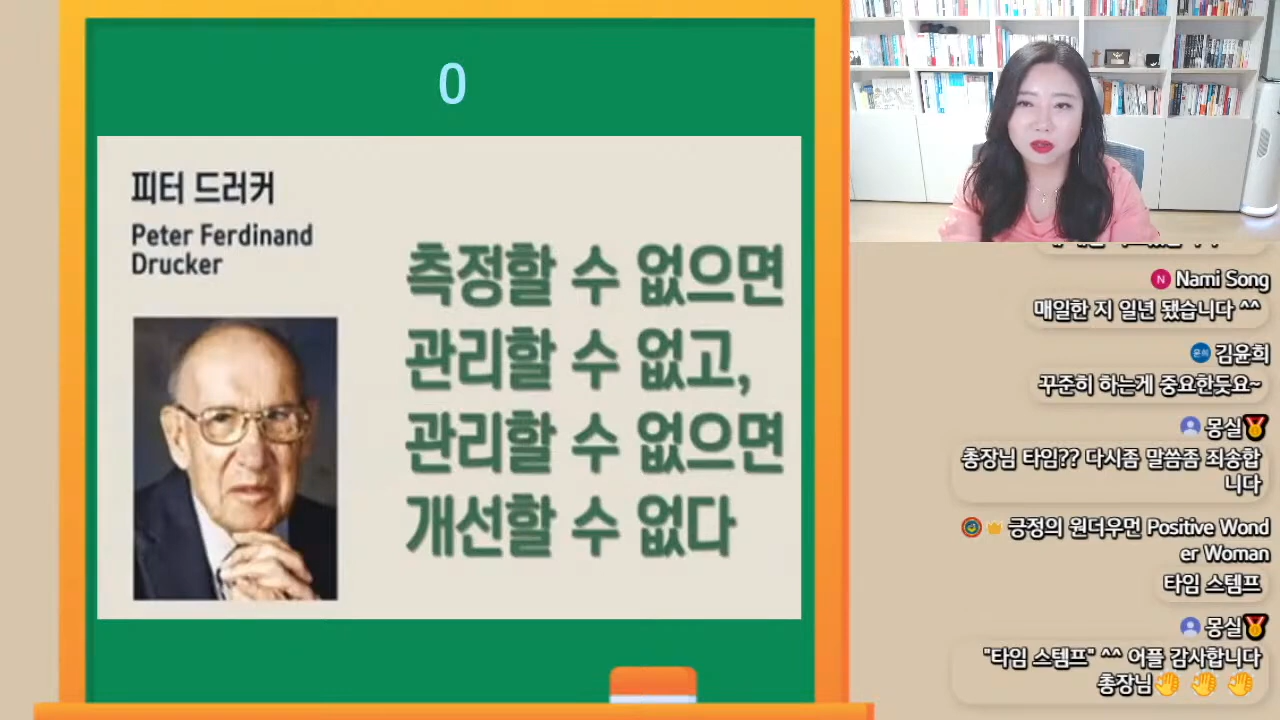 0
피터 드러커
Peter Ferdinand
Drucker
측정할 수 없으면
관리할 수 없고,
관리할 수 없으면
개선할 수 없다
N Nami Song
매일한 지 일년 됐습니다 ^^
윤희 김윤희
꾸준히 하는게 중요한듯요~
몽실🏅
총장님 타임?? 다시좀 말씀좀 죄송합
니다
긍정의 원더우먼 Positive Wond
er Woman
타임 스템프
몽실🏅
"타임 스템프" ^^ 어플 감사합니다
총장님👏 👏 👏